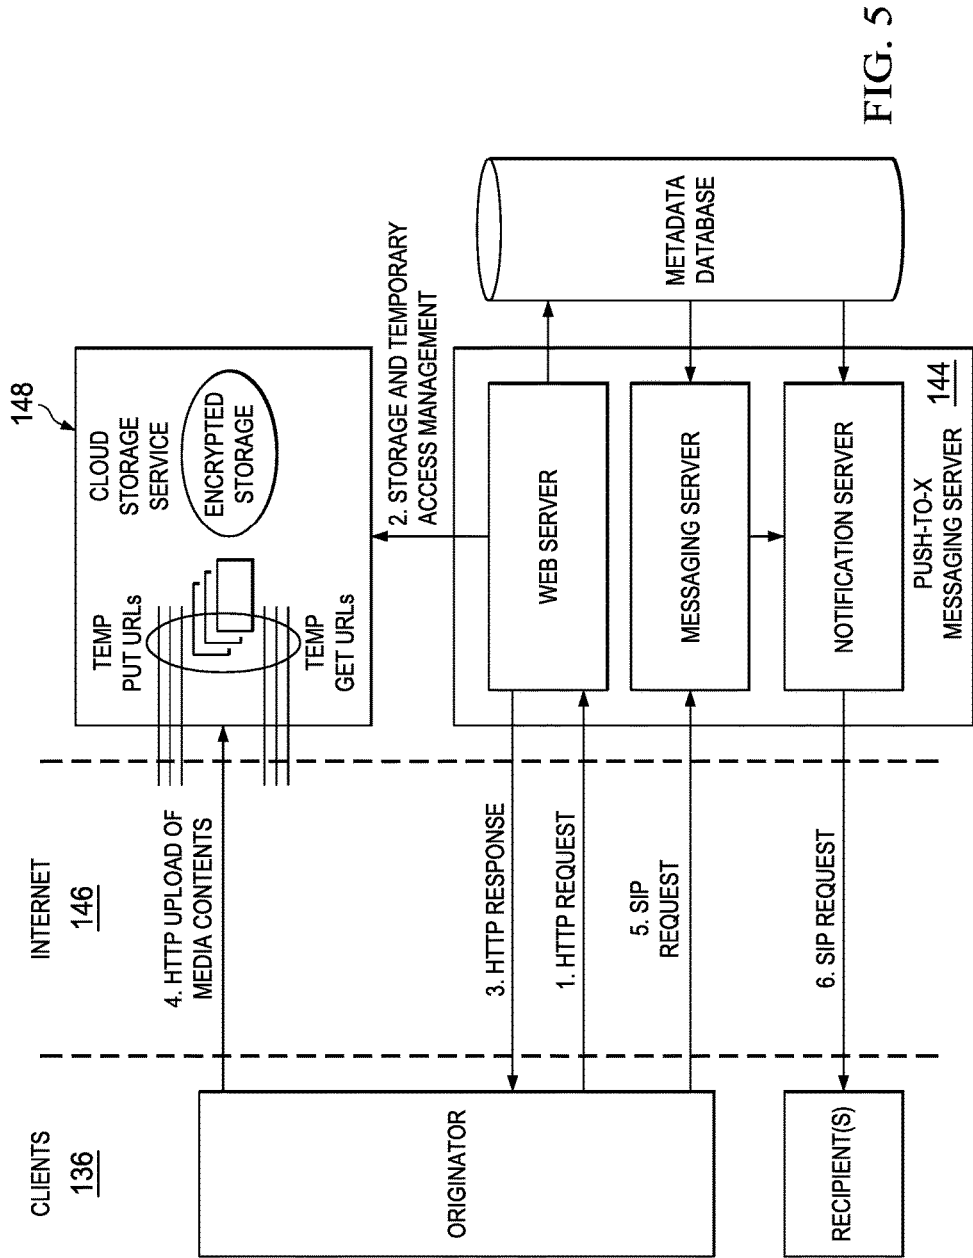 CLIENTS
136
INTERNET
146
148
ORIGINATOR
RECIPIENT(S)
4. HTTP UPLOAD OF
MEDIA CONTENTS
3. HTTP RESPONSE
1. HTTP REQUEST
5. SIP
REQUEST
6. SIP REQUEST
TEMP
PUT URLs
TEMP
GET URLs
CLOUD
STORAGE
SERVICE
ENCRYPTED
STORAGE
2. STORAGE AND TEMPORARY
ACCESS MANAGEMENT
WEB SERVER
MESSAGING SERVER
NOTIFICATION SERVER
PUSH-TO-X
MESSAGING SERVER
144
METADATA
DATABASE
FIG. 5